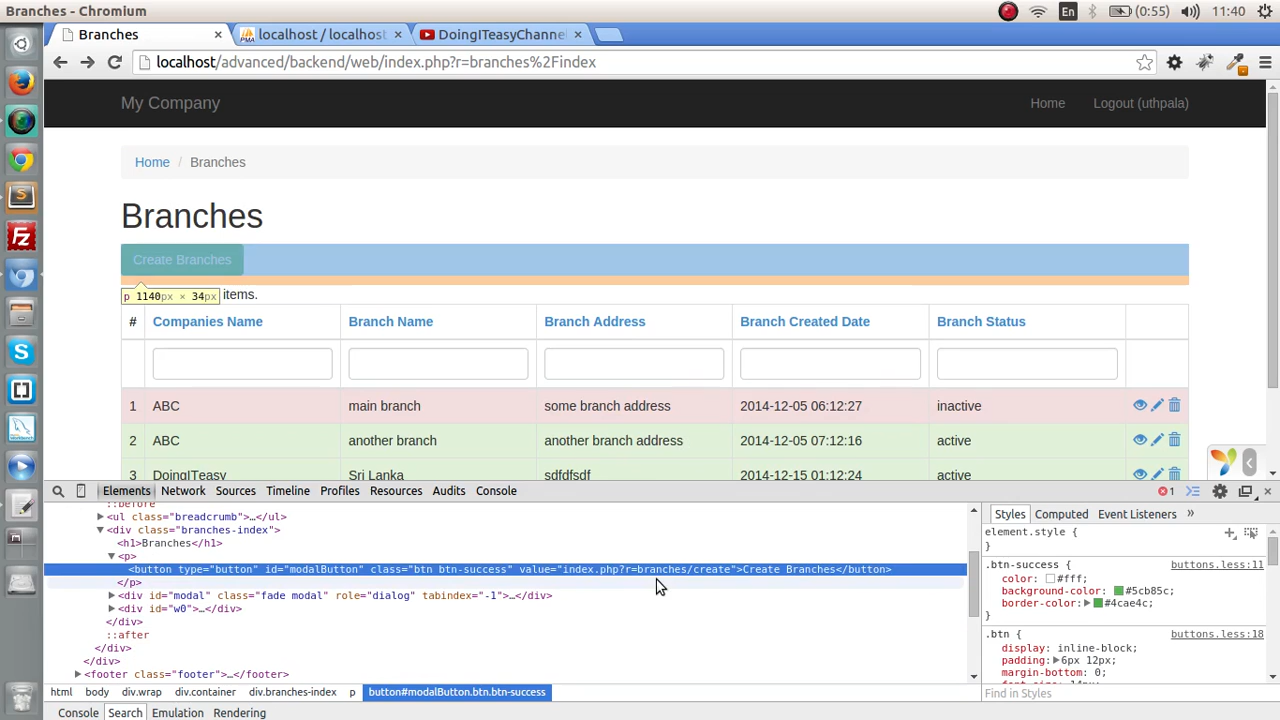 Branches - Chromium
En
(0:55)
11:40
Branches
localhost / localhost
DoingITeasyChannel
localhost/advanced/backend/web/index.php?r=branches%2Findex
My Company
Home
Logout (uthpala)
Home / Branches
Branches
Create Branches
p 1140px × 34px
items.
# Companies Name Branch Name Branch Address Branch Created Date Branch Status
1 ABC main branch some branch address 2014-12-05 06:12:27 inactive
2 ABC another branch another branch address 2014-12-05 07:12:16 active
3 DoingITeasy Sri Lanka sdfdfsdf 2014-12-15 01:12:24 active
Elements Network Sources Timeline Profiles Resources Audits Console
1
::before
<ul class="breadcrumb">…</ul>
<div class="branches-index">
<h1>Branches</h1>
<p>
<button type="button" id="modalButton" class="btn btn-success" value="index.php?r=branches/create">Create Branches</button>
</p>
<div id="modal" class="fade modal" role="dialog" tabindex="-1">…</div>
<div id="w0">…</div>
</div>
::after
</div>
</div>
<footer class="footer">…</footer>
html body div.wrap div.container div.branches-index p button#modalButton.btn.btn-success
Console Search Emulation Rendering
Styles Computed Event Listeners »
element.style {
}
.btn-success { buttons.less:11
color: #fff;
background-color: #5cb85c;
border-color: #4cae4c;
}
.btn { buttons.less:18
display: inline-block;
padding: 6px 12px;
margin-bottom: 0;
font-size: 14px;
Find in Styles